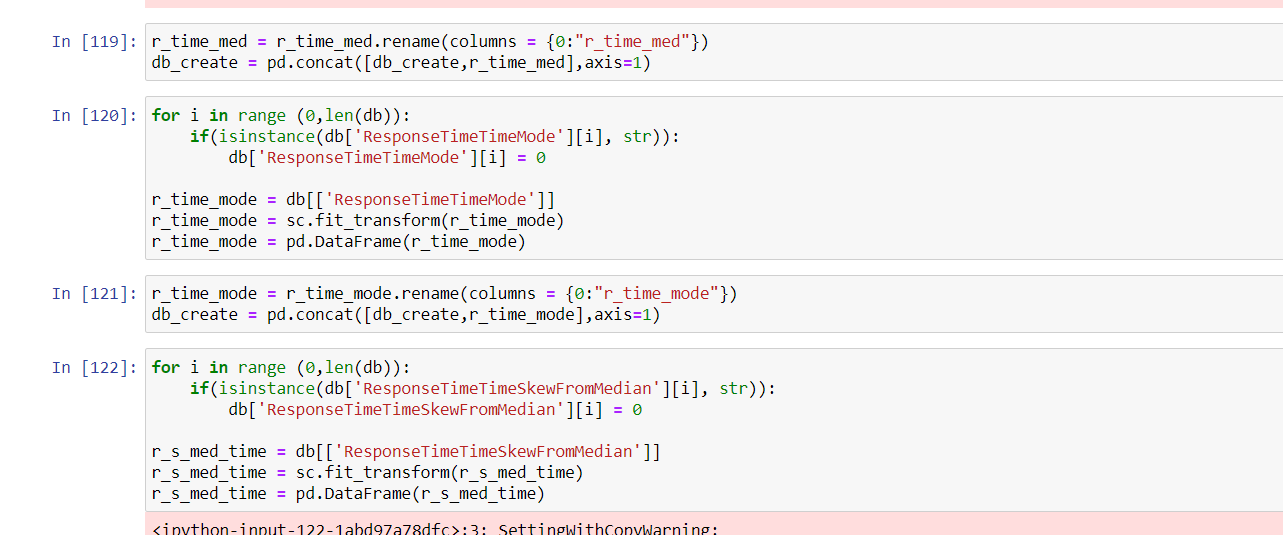 In [119]: r_time_med = r_time_med.rename(columns = {0:"r_time_med"})
db_create = pd.concat([db_create,r_time_med],axis=1)
In [120]: for i in range (0,len(db)):
    if(isinstance(db['ResponseTimeTimeMode'][i], str)):
        db['ResponseTimeTimeMode'][i] = 0
r_time_mode = db[['ResponseTimeTimeMode']]
r_time_mode = sc.fit_transform(r_time_mode)
r_time_mode = pd.DataFrame(r_time_mode)
In [121]: r_time_mode = r_time_mode.rename(columns = {0:"r_time_mode"})
db_create = pd.concat([db_create,r_time_mode],axis=1)
In [122]: for i in range (0,len(db)):
    if(isinstance(db['ResponseTimeTimeSkewFromMedian'][i], str)):
        db['ResponseTimeTimeSkewFromMedian'][i] = 0
r_s_med_time = db[['ResponseTimeTimeSkewFromMedian']]
r_s_med_time = sc.fit_transform(r_s_med_time)
r_s_med_time = pd.DataFrame(r_s_med_time)
<ipython-input-122-1abd97a78dfc>:3: SettingWithCopyWarning: